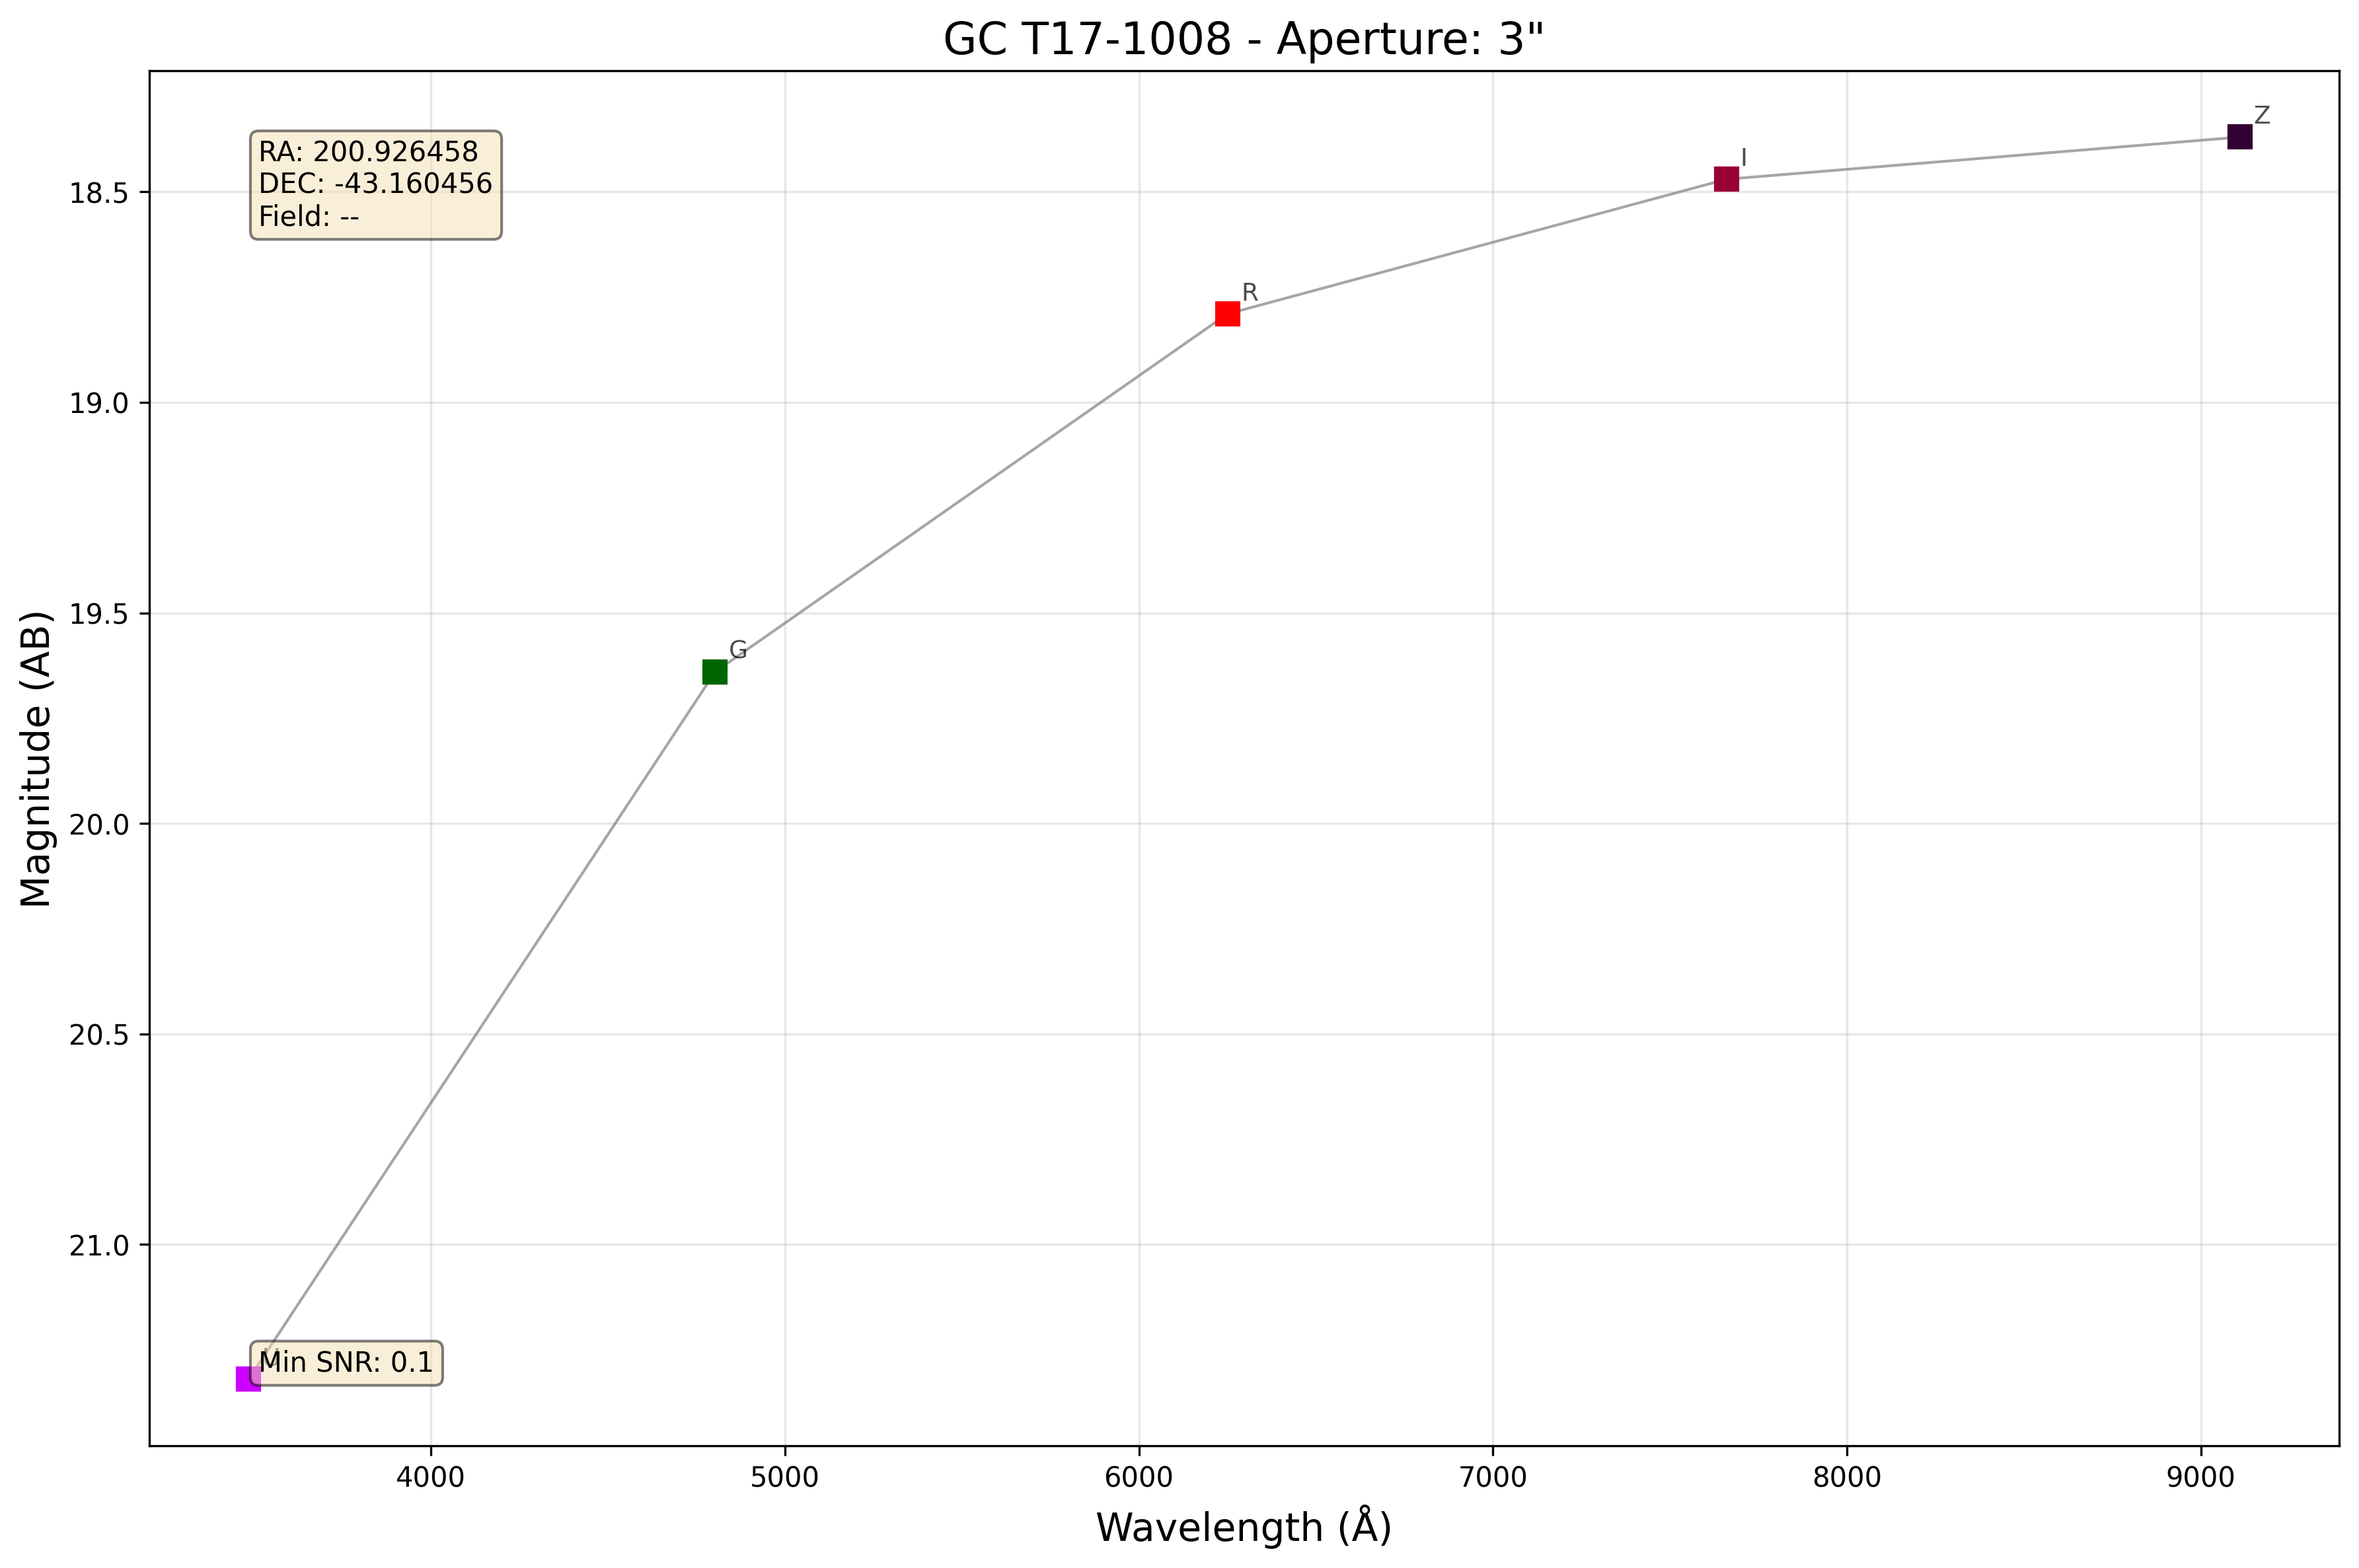 GC T17-1008 - Aperture: 3"
RA: 200.926458
DEC: -43.160456
Field: --
Z
I
R
G
Min SNR: 0.1
Magnitude (AB)
18.5
19.0
19.5
20.0
20.5
21.0
4000
5000
6000
7000
8000
9000
Wavelength (Å)